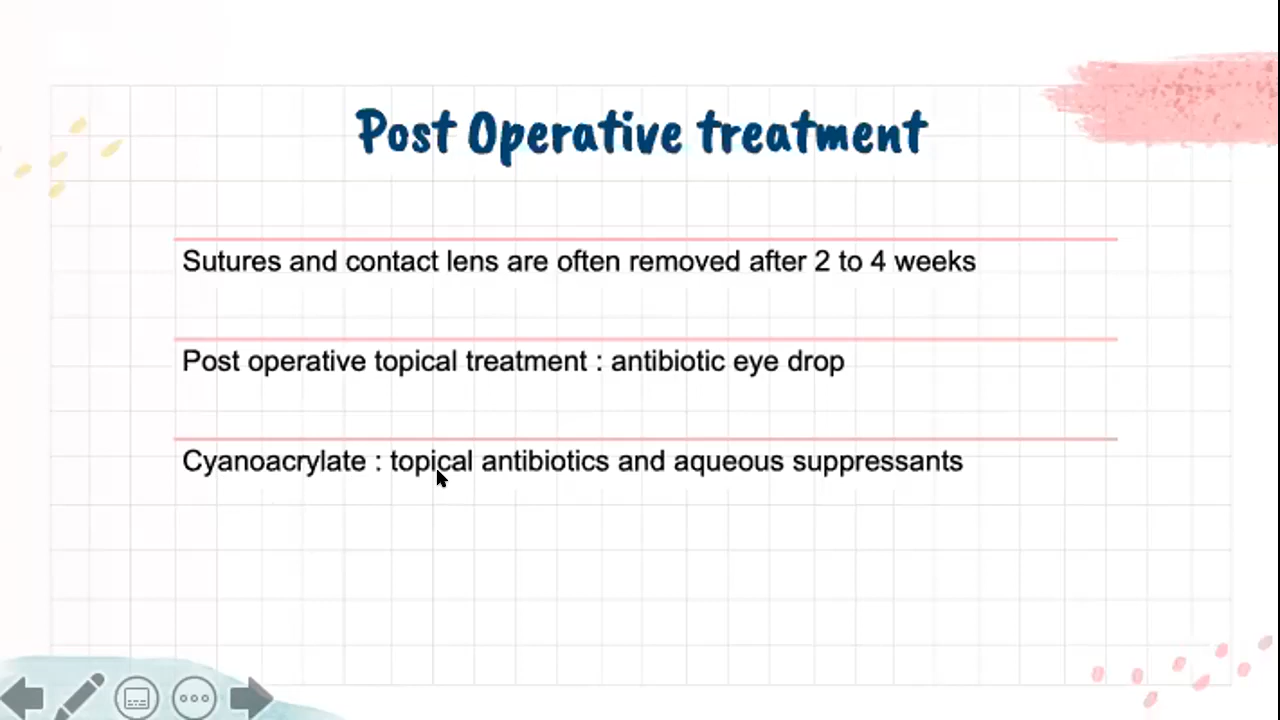 Post Operative treatment
Sutures and contact lens are often removed after 2 to 4 weeks
Post operative topical treatment : antibiotic eye drop
Cyanoacrylate : topical antibiotics and aqueous suppressants